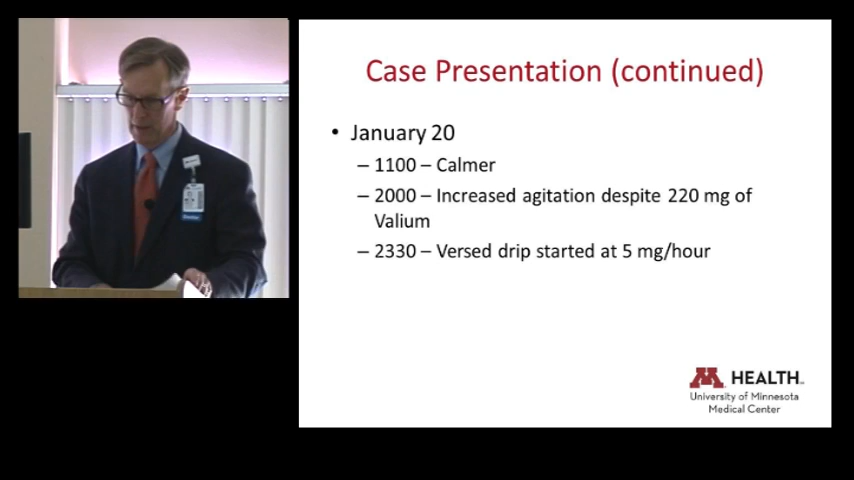 Case Presentation (continued)
• January 20
– 1100 – Calmer
– 2000 – Increased agitation despite 220 mg of
Valium
– 2330 – Versed drip started at 5 mg/hour
M HEALTH
University of Minnesota
Medical Center